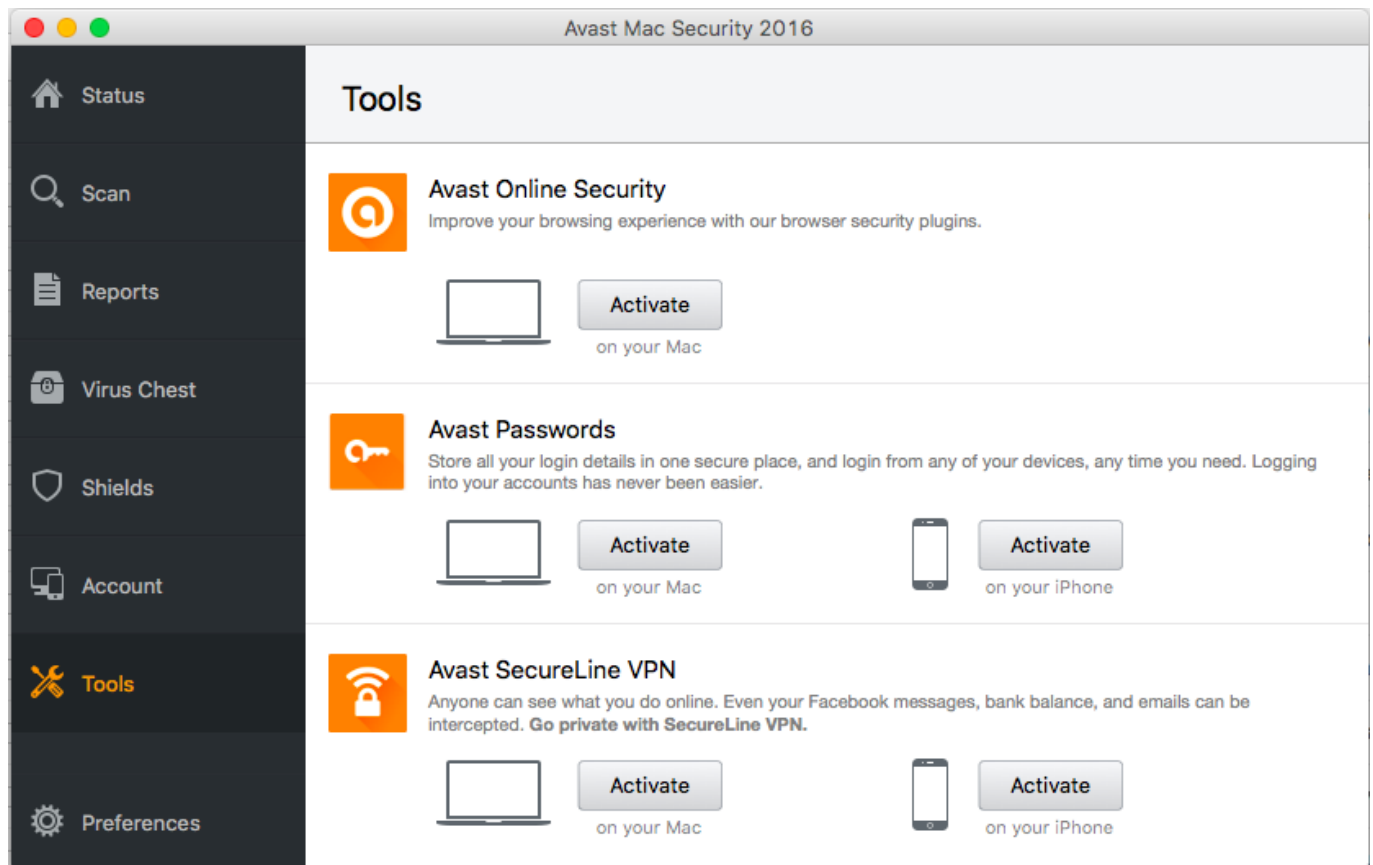 Avast Mac Security 2016
Status
Scan
Reports
Virus Chest
Shields
Account
Tools
Preferences
Tools
Avast Online Security
Improve your browsing experience with our browser security plugins.
Activate
on your Mac
Avast Passwords
Store all your login details in one secure place, and login from any of your devices, any time you need. Logging
into your accounts has never been easier.
Activate
on your Mac
Activate
on your iPhone
Avast SecureLine VPN
Anyone can see what you do online. Even your Facebook messages, bank balance, and emails can be
intercepted. Go private with SecureLine VPN.
Activate
on your Mac
Activate
on your iPhone